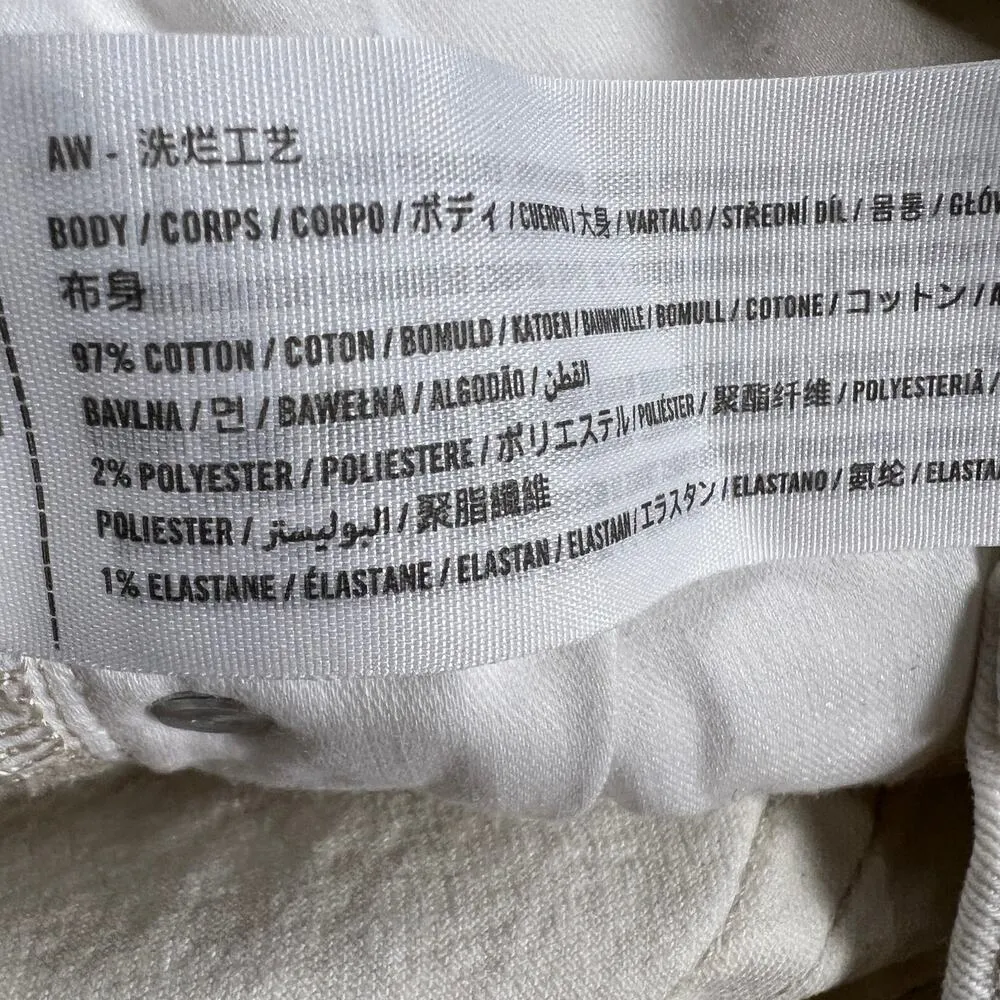 AW - 洗烂工艺
BODY / CORPS / CORPO / ボディ / CUERPO / 大身 / VARTALO / STŘEDNÍ DÍL / 몸통 / GŁÓW
布身
97% COTTON / COTON / BOMULD / KATOEN / BAUMWOLLE / BOMULL / COTONE / コットン /
BAVLNA / 면 / BAWEŁNA / ALGODÃO / القطن
2% POLYESTER / POLIESTERE / ポリエステル / POLIÉSTER / 聚酯纤维 / POLYESTERIÄ /
POLIESTER / البوليستر / 聚脂纖維
1% ELASTANE / ÉLASTANE / ELASTAN / ELASTAAN / エラスタン / ELASTANO / 氨纶 / ELASTA